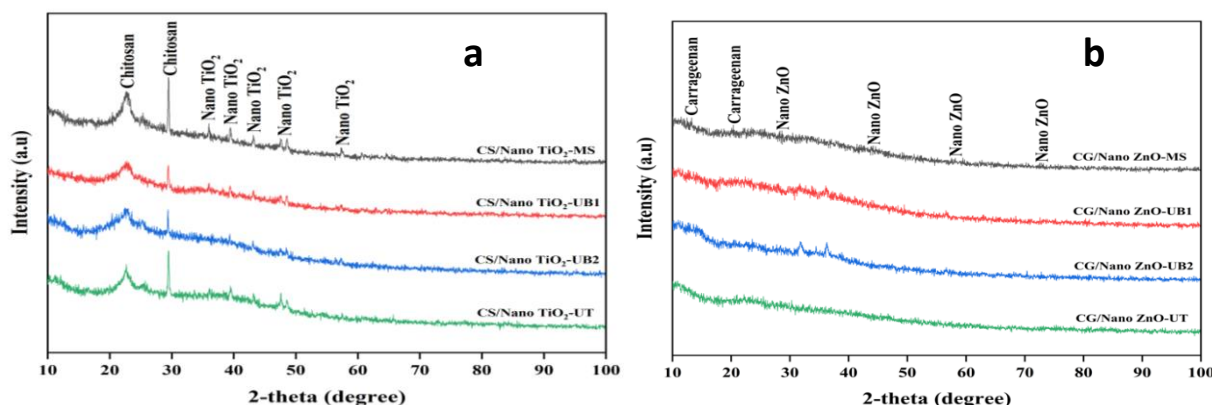 a
Chitosan
Chitosan
Nano TiO₂
Nano TiO₂
Nano TiO₂
Nano TiO₂
Nano TiO₂
CS/Nano TiO₂-MS
CS/Nano TiO₂-UB1
CS/Nano TiO₂-UB2
CS/Nano TiO₂-UT
Intensity (a.u)
10 20 30 40 50 60 70 80 90 100
2-theta (degree)
b
Carrageenan
Carrageenan
Nano ZnO
Nano ZnO
Nano ZnO
Nano ZnO
CG/Nano ZnO-MS
CG/Nano ZnO-UB1
CG/Nano ZnO-UB2
CG/Nano ZnO-UT
Intensity (a.u)
10 20 30 40 50 60 70 80 90 100
2-theta (degree)